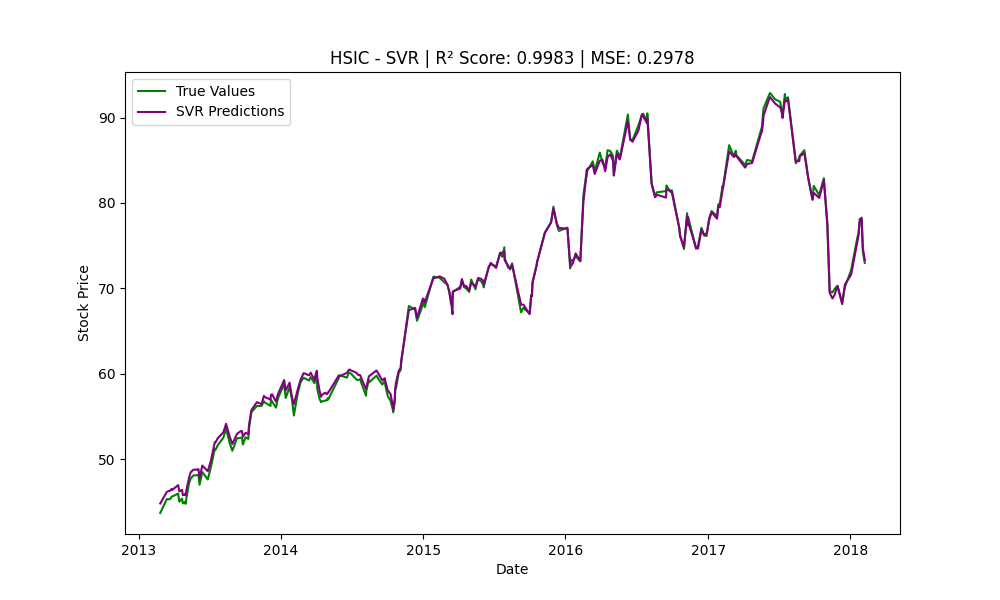 HSIC - SVR | R² Score: 0.9983 | MSE: 0.2978
True Values
SVR Predictions
90
80
70
60
50
Stock Price
2013 2014 2015 2016 2017 2018
Date